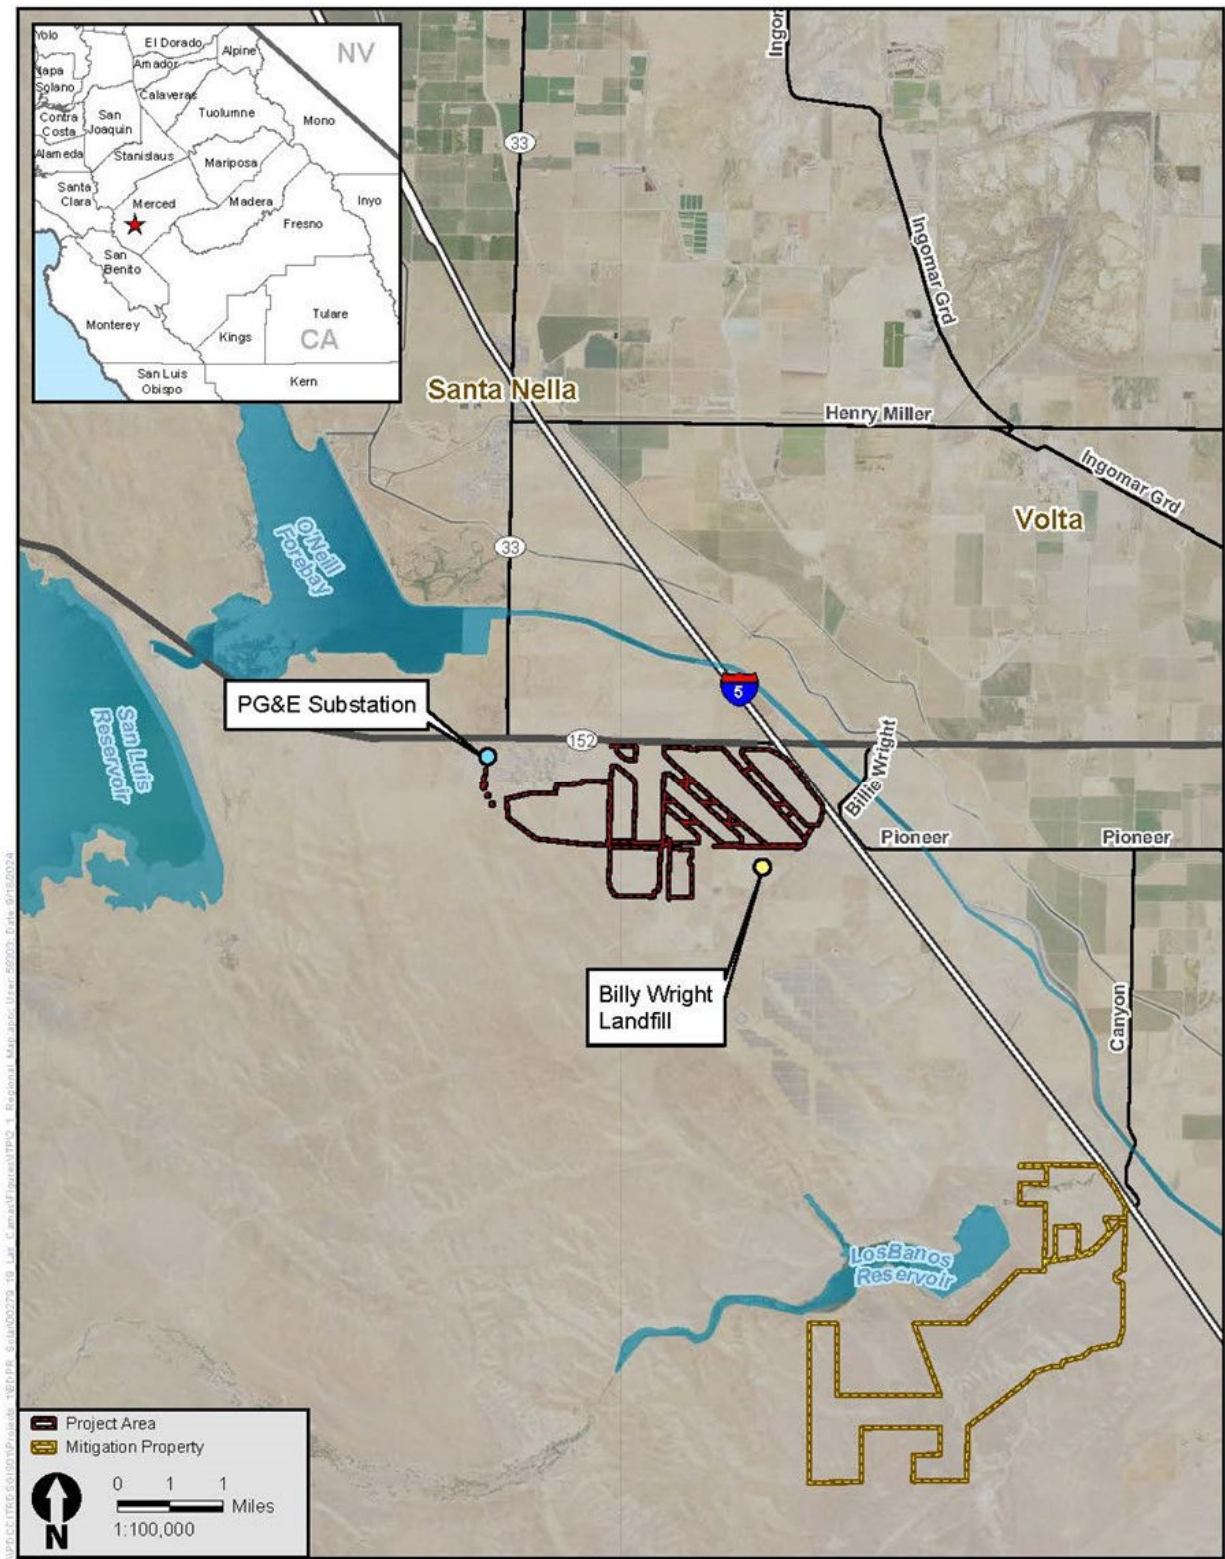 Yolo
El Dorado
Alpine
NV
Napa
Amador
Solano
Calaveras
Contra
Costa
San
Joaquin
Tuolumne
Mono
Alameda
Stanislaus
Mariposa
Santa
Clara
Merced
Madera
Inyo
Fresno
San
Benito
Tulare
Monterey
Kings
CA
San Luis
Obispo
Kern
Ingomar Grd
33
Santa Nella
Henry Miller
Ingomar Grd
Volta
O'Neill
Forebay
33
PG&E Substation
San Luis
Reservoir
5
152
Billie Wright
Pioneer
Pioneer
Billy Wright
Landfill
Canyon
LosBanos
Reservoir
Project Area
Mitigation Property
0 1 1
Miles
1:100,000
N